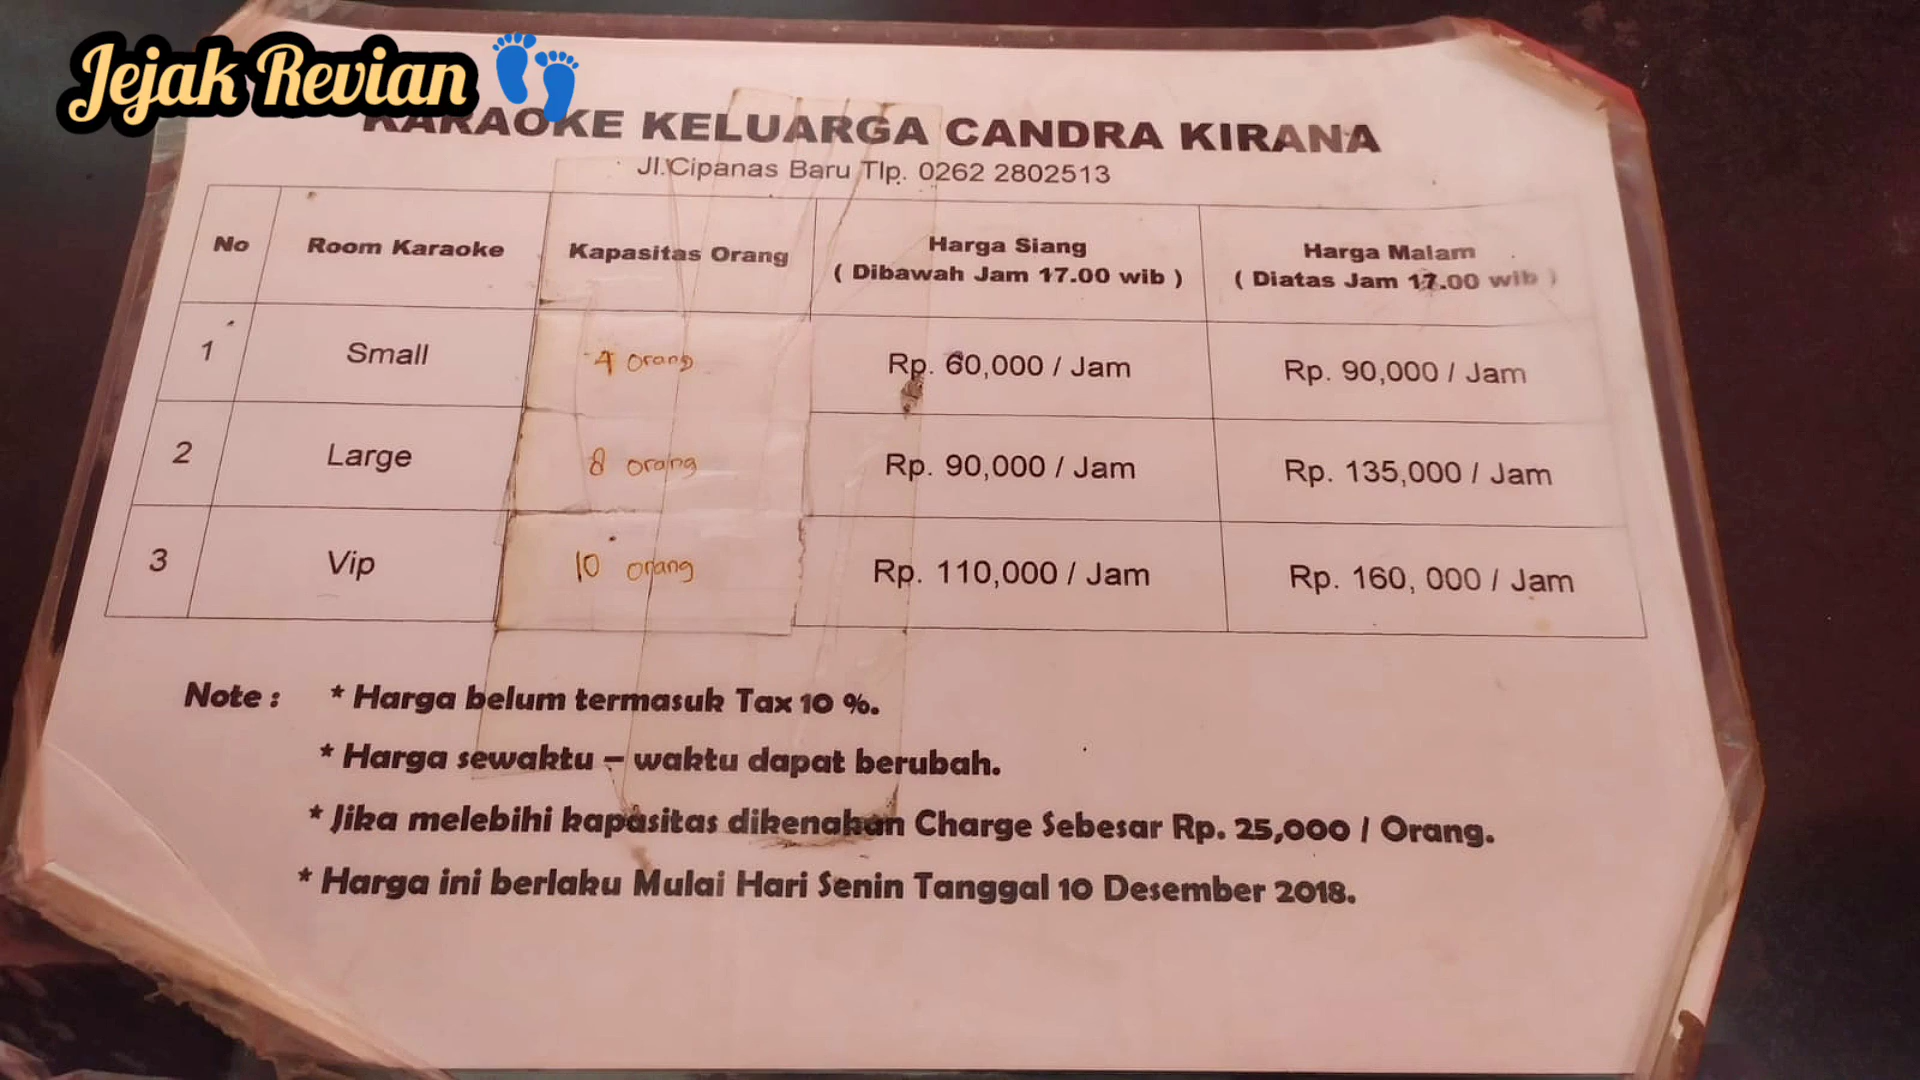 Jejak Revian
KARAOKE KELUARGA CANDRA KIRANA
Jl.Cipanas Baru Tlp. 0262 2802513
No Room Karaoke Kapasitas Orang Harga Siang ( Dibawah Jam 17.00 wib ) Harga Malam ( Diatas Jam 17.00 wib )
1 Small 4 orang Rp. 60,000 / Jam Rp. 90,000 / Jam
2 Large 8 orang Rp. 90,000 / Jam Rp. 135,000 / Jam
3 Vip 10 orang Rp. 110,000 / Jam Rp. 160, 000 / Jam
Note : * Harga belum termasuk Tax 10 %.
* Harga sewaktu – waktu dapat berubah.
* Jika melebihi kapasitas dikenakan Charge Sebesar Rp. 25,000 / Orang.
* Harga ini berlaku Mulai Hari Senin Tanggal 10 Desember 2018.